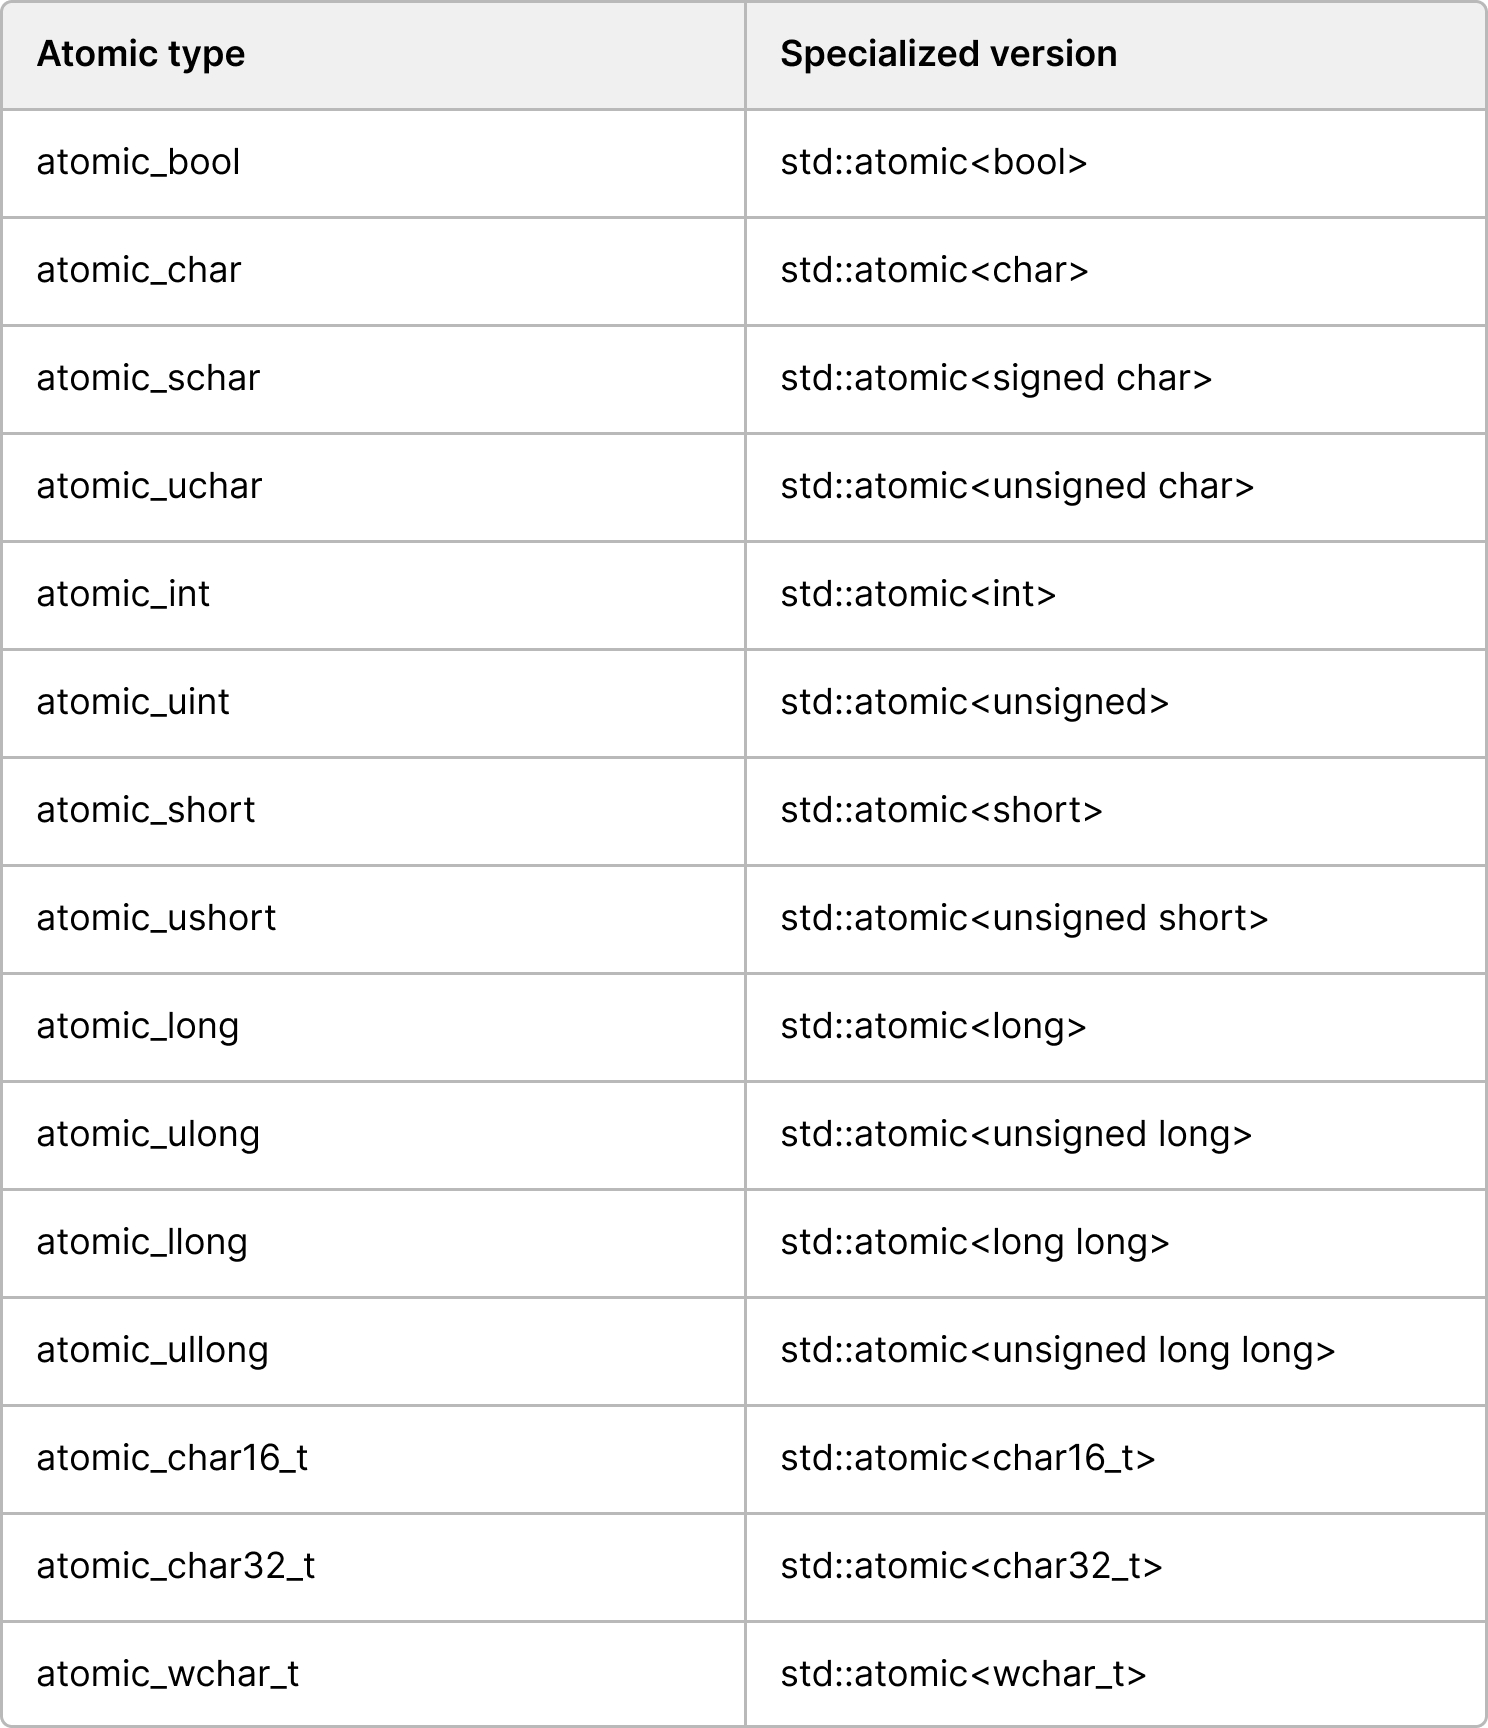 Atomic type Specialized version
atomic_bool std::atomic<bool>
atomic_char std::atomic<char>
atomic_schar std::atomic<signed char>
atomic_uchar std::atomic<unsigned char>
atomic_int std::atomic<int>
atomic_uint std::atomic<unsigned>
atomic_short std::atomic<short>
atomic_ushort std::atomic<unsigned short>
atomic_long std::atomic<long>
atomic_ulong std::atomic<unsigned long>
atomic_llong std::atomic<long long>
atomic_ullong std::atomic<unsigned long long>
atomic_char16_t std::atomic<char16_t>
atomic_char32_t std::atomic<char32_t>
atomic_wchar_t std::atomic<wchar_t>